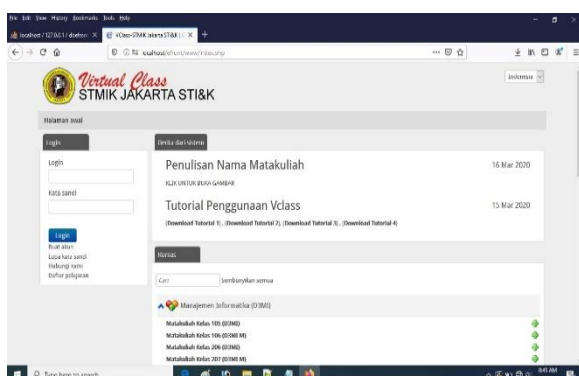 File Edit View History Bookmarks Tools Help
localhost / 127.0.0.1 /
VClass-STMIK Jakarta STI&K |
localhost/efront/www/index.php
Virtual Class
STMIK JAKARTA STI&K
Indonesia
Halaman awal
Login
Login
Kata sandi
Login
Buat akun
Lupa kata sandi
Hubungi kami
Daftar pelajaran
Berita dari sistem
Penulisan Nama Matakuliah
16 Mar 2020
KLIK UNTUK BUKA GAMBAR
Tutorial Penggunaan Vclass
15 Mar 2020
(Download Tutorial 1) , (Download Tutorial 2), (Download Tutorial 3) , (Download Tutorial 4)
Kursus
Cari
Sembunyikan semua
Manajemen Informatika (D3MI)
Matakuliah Kelas 105 (D3MI)
Matakuliah Kelas 106 (D3MI M)
Matakuliah Kelas 206 (D3MI)
Matakuliah Kelas 207 (D3MI M)
Type here to search
8:45 AM